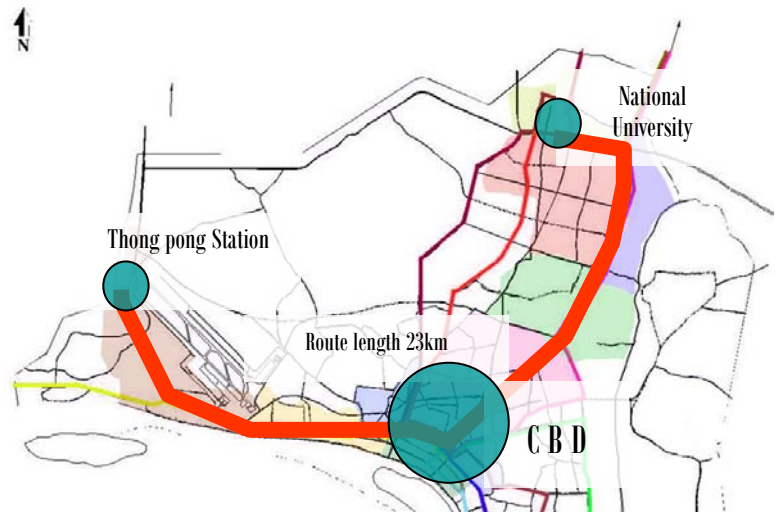 N
National
University
Thong pong Station
Route length 23km
C B D